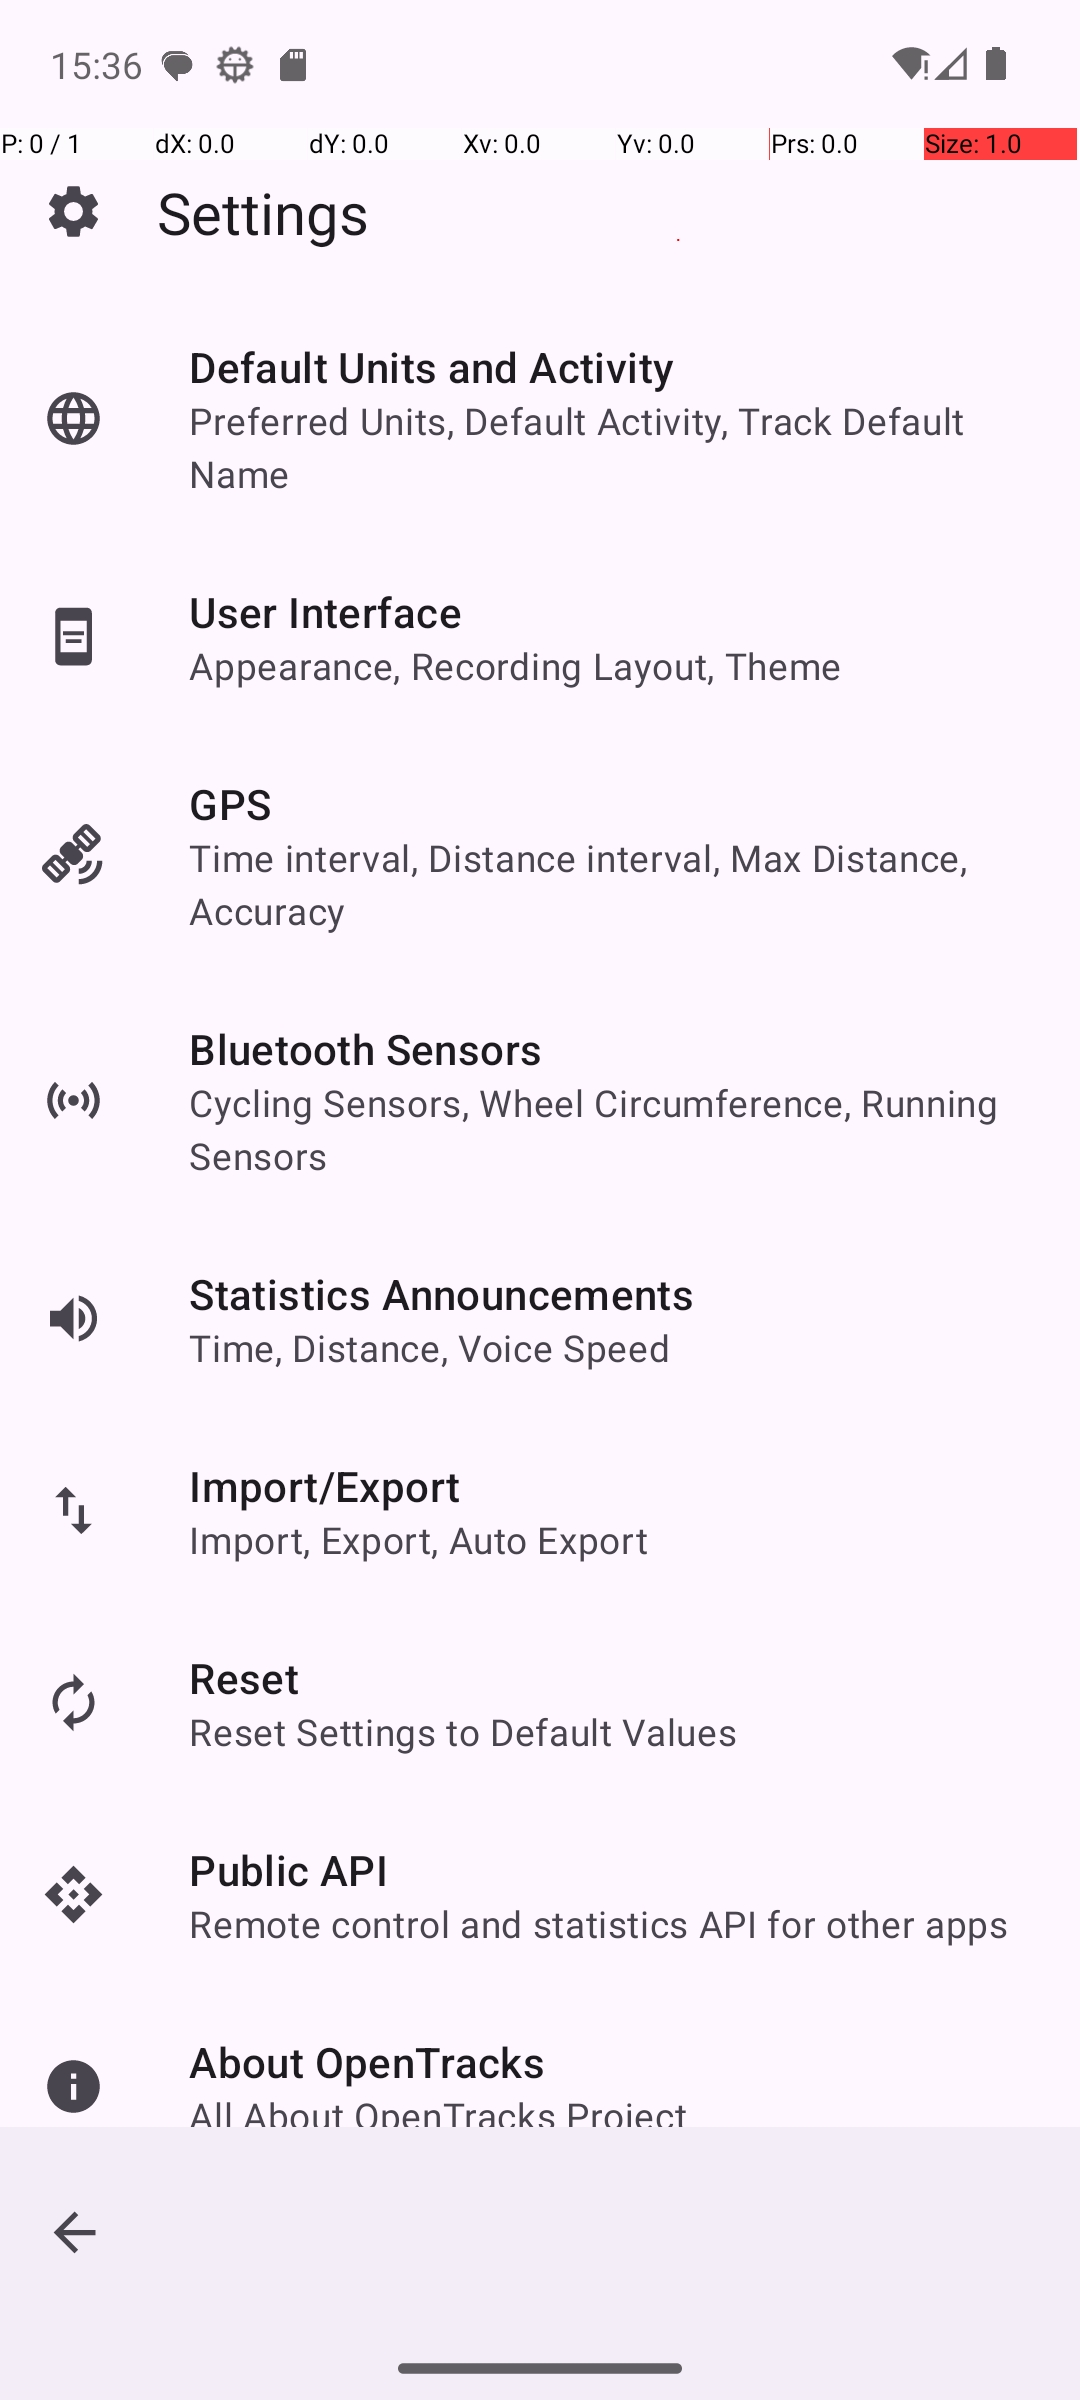 15:36
P: 0 / 1 dX: 0.0 dY: 0.0 Xv: 0.0 Yv: 0.0 Prs: 0.0 Size: 1.0
Settings
Default Units and Activity
Preferred Units, Default Activity, Track Default
Name
User Interface
Appearance, Recording Layout, Theme
GPS
Time interval, Distance interval, Max Distance,
Accuracy
Bluetooth Sensors
Cycling Sensors, Wheel Circumference, Running
Sensors
Statistics Announcements
Time, Distance, Voice Speed
Import/Export
Import, Export, Auto Export
Reset
Reset Settings to Default Values
Public API
Remote control and statistics API for other apps
About OpenTracks
All About OpenTracks Project